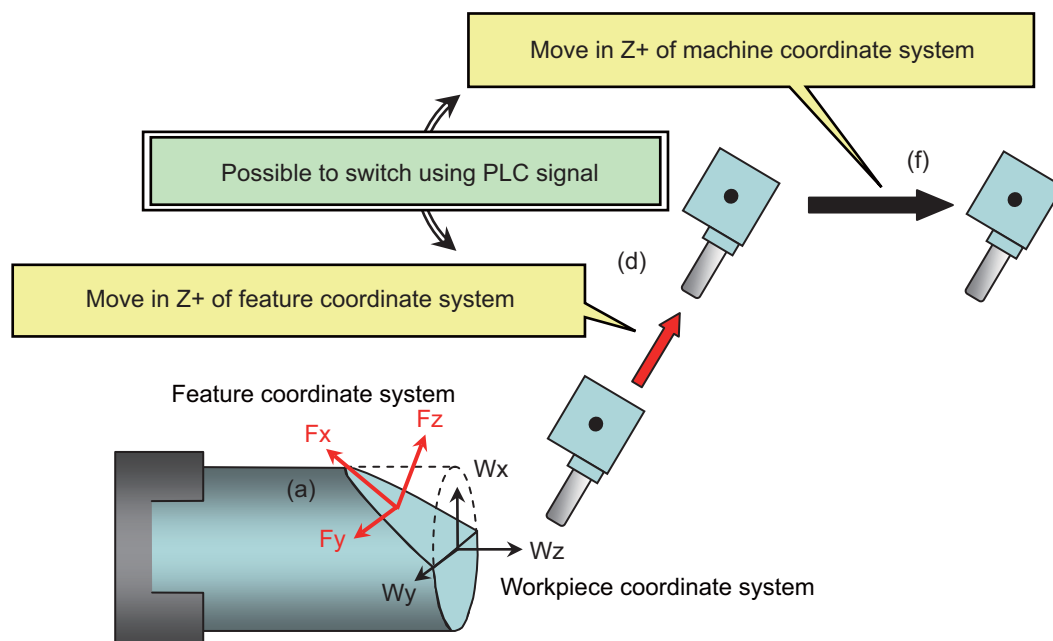 Move in Z+ of machine coordinate system
(f)
Possible to switch using PLC signal
(d)
Move in Z+ of feature coordinate system
Feature coordinate system
Fz
Fx
Wx
(a)
Fy
Wz
Wy
Workpiece coordinate system